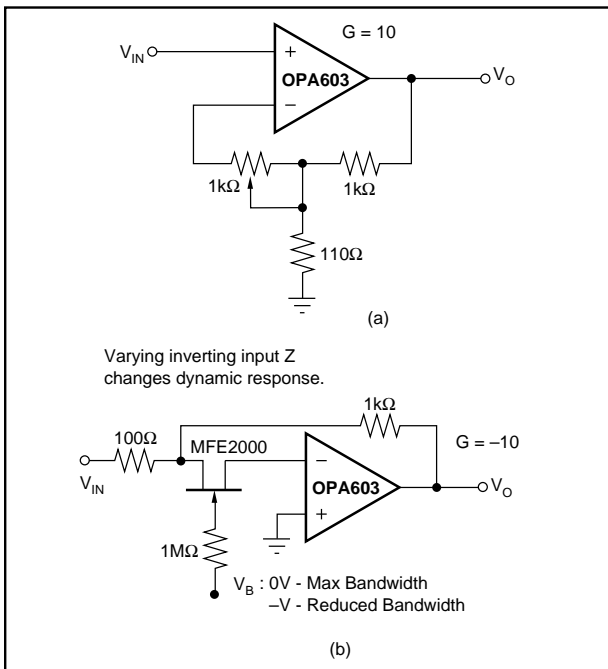 G = 10
V_IN
+
OPA603
–
V_O
1kΩ
1kΩ
110Ω
(a)
Varying inverting input Z
changes dynamic response.
1kΩ
100Ω
MFE2000
G = –10
V_IN
–
OPA603
+
V_O
1MΩ
V_B : 0V - Max Bandwidth
–V - Reduced Bandwidth
(b)